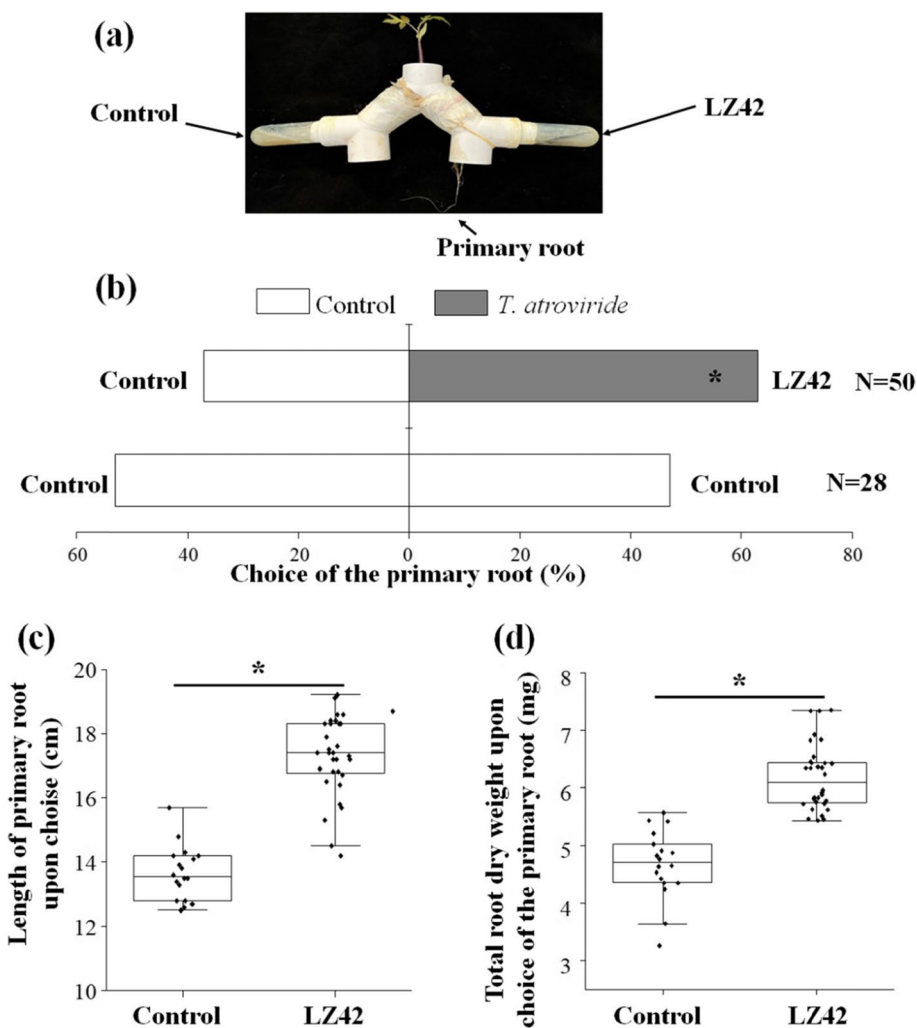 (a)
Control
LZ42
Primary root
(b)
Control
T. atroviride
Control
*
LZ42
N=50
Control
Control
N=28
60 40 20 0 20 40 60 80
Choice of the primary root (%)
(c)
Length of primary root
upon choise (cm)
20
18
16
14
12
10
*
Control
LZ42
(d)
Total root dry weight upon
choice of the primary root (mg)
8
7
6
5
4
3
*
Control
LZ42